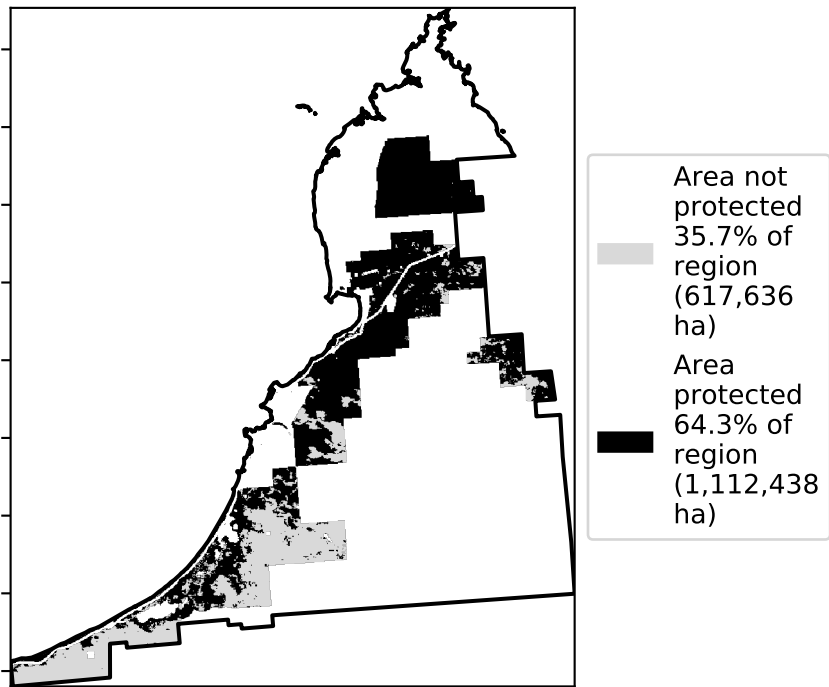 Area not
protected
35.7% of
region
(617,636
ha)
Area
protected
64.3% of
region
(1,112,438
ha)